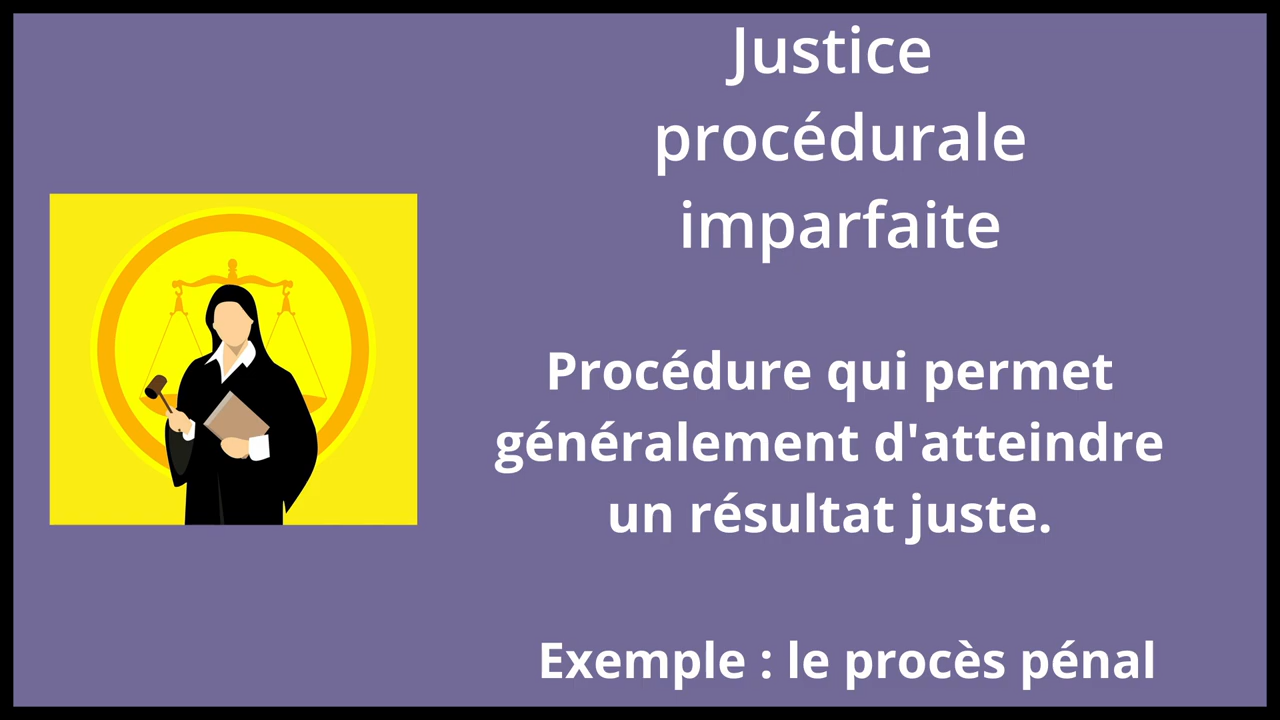 Justice
procédurale
imparfaite
Procédure qui permet
généralement d'atteindre
un résultat juste.
Exemple : le procès pénal